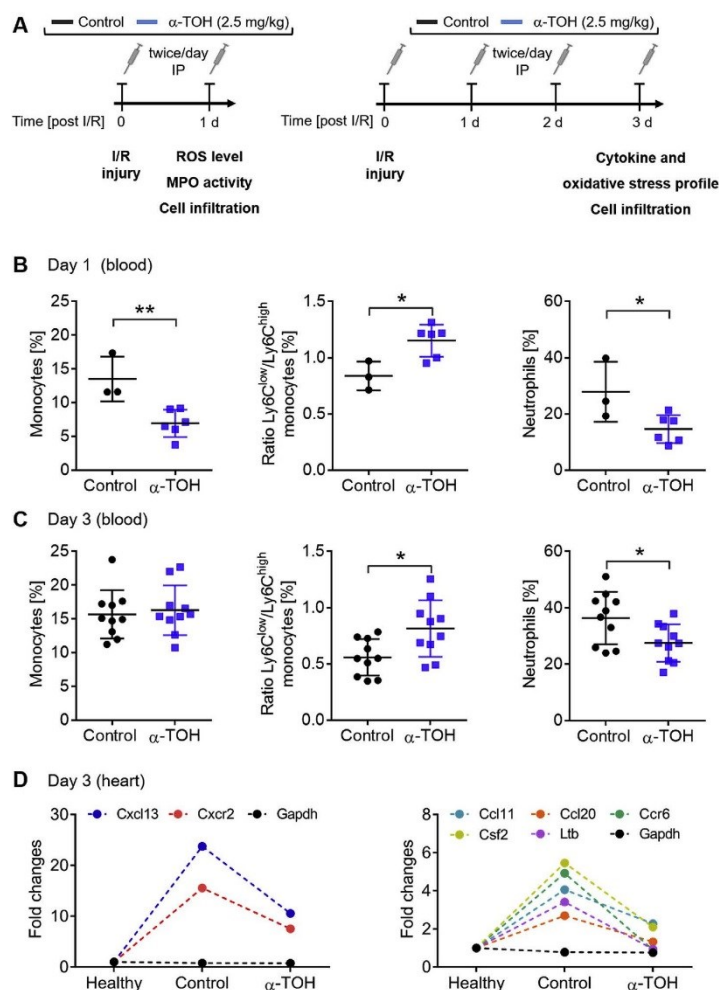 A
Control α-TOH (2.5 mg/kg)
twice/day
IP
Time [post I/R] 0 1 d
I/R
injury
ROS level
MPO activity
Cell infiltration
Control α-TOH (2.5 mg/kg)
twice/day
IP
Time [post I/R] 0 1 d 2 d 3 d
I/R
injury
Cytokine and
oxidative stress profile
Cell infiltration
B Day 1 (blood)
Monocytes [%]
25
20
15
10
5
0
**
Control α-TOH
Ratio Ly6Clow/Ly6Chigh
monocytes [%]
1.5
1.0
0.5
0.0
*
Control α-TOH
Neutrophils [%]
60
40
20
0
*
Control α-TOH
C Day 3 (blood)
Monocytes [%]
25
20
15
10
5
0
Control α-TOH
Ratio Ly6Clow/Ly6Chigh
monocytes [%]
1.5
1.0
0.5
0.0
*
Control α-TOH
Neutrophils [%]
60
40
20
0
*
Control α-TOH
D Day 3 (heart)
Cxcl13 Cxcr2 Gapdh
Fold changes
30
20
10
0
Healthy Control α-TOH
Ccl11 Ccl20 Ccr6
Csf2 Ltb Gapdh
Fold changes
8
6
4
2
0
Healthy Control α-TOH